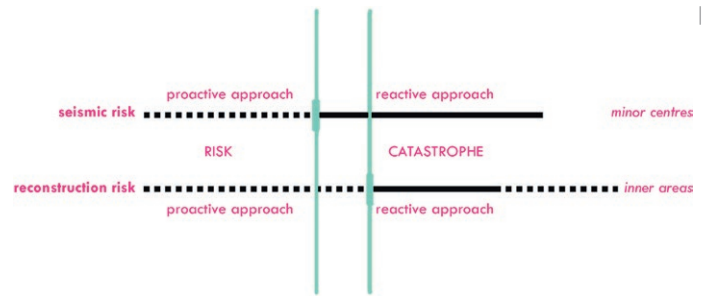 proactive approach reactive approach
seismic risk minor centres
RISK CATASTROPHE
reconstruction risk inner areas
proactive approach reactive approach